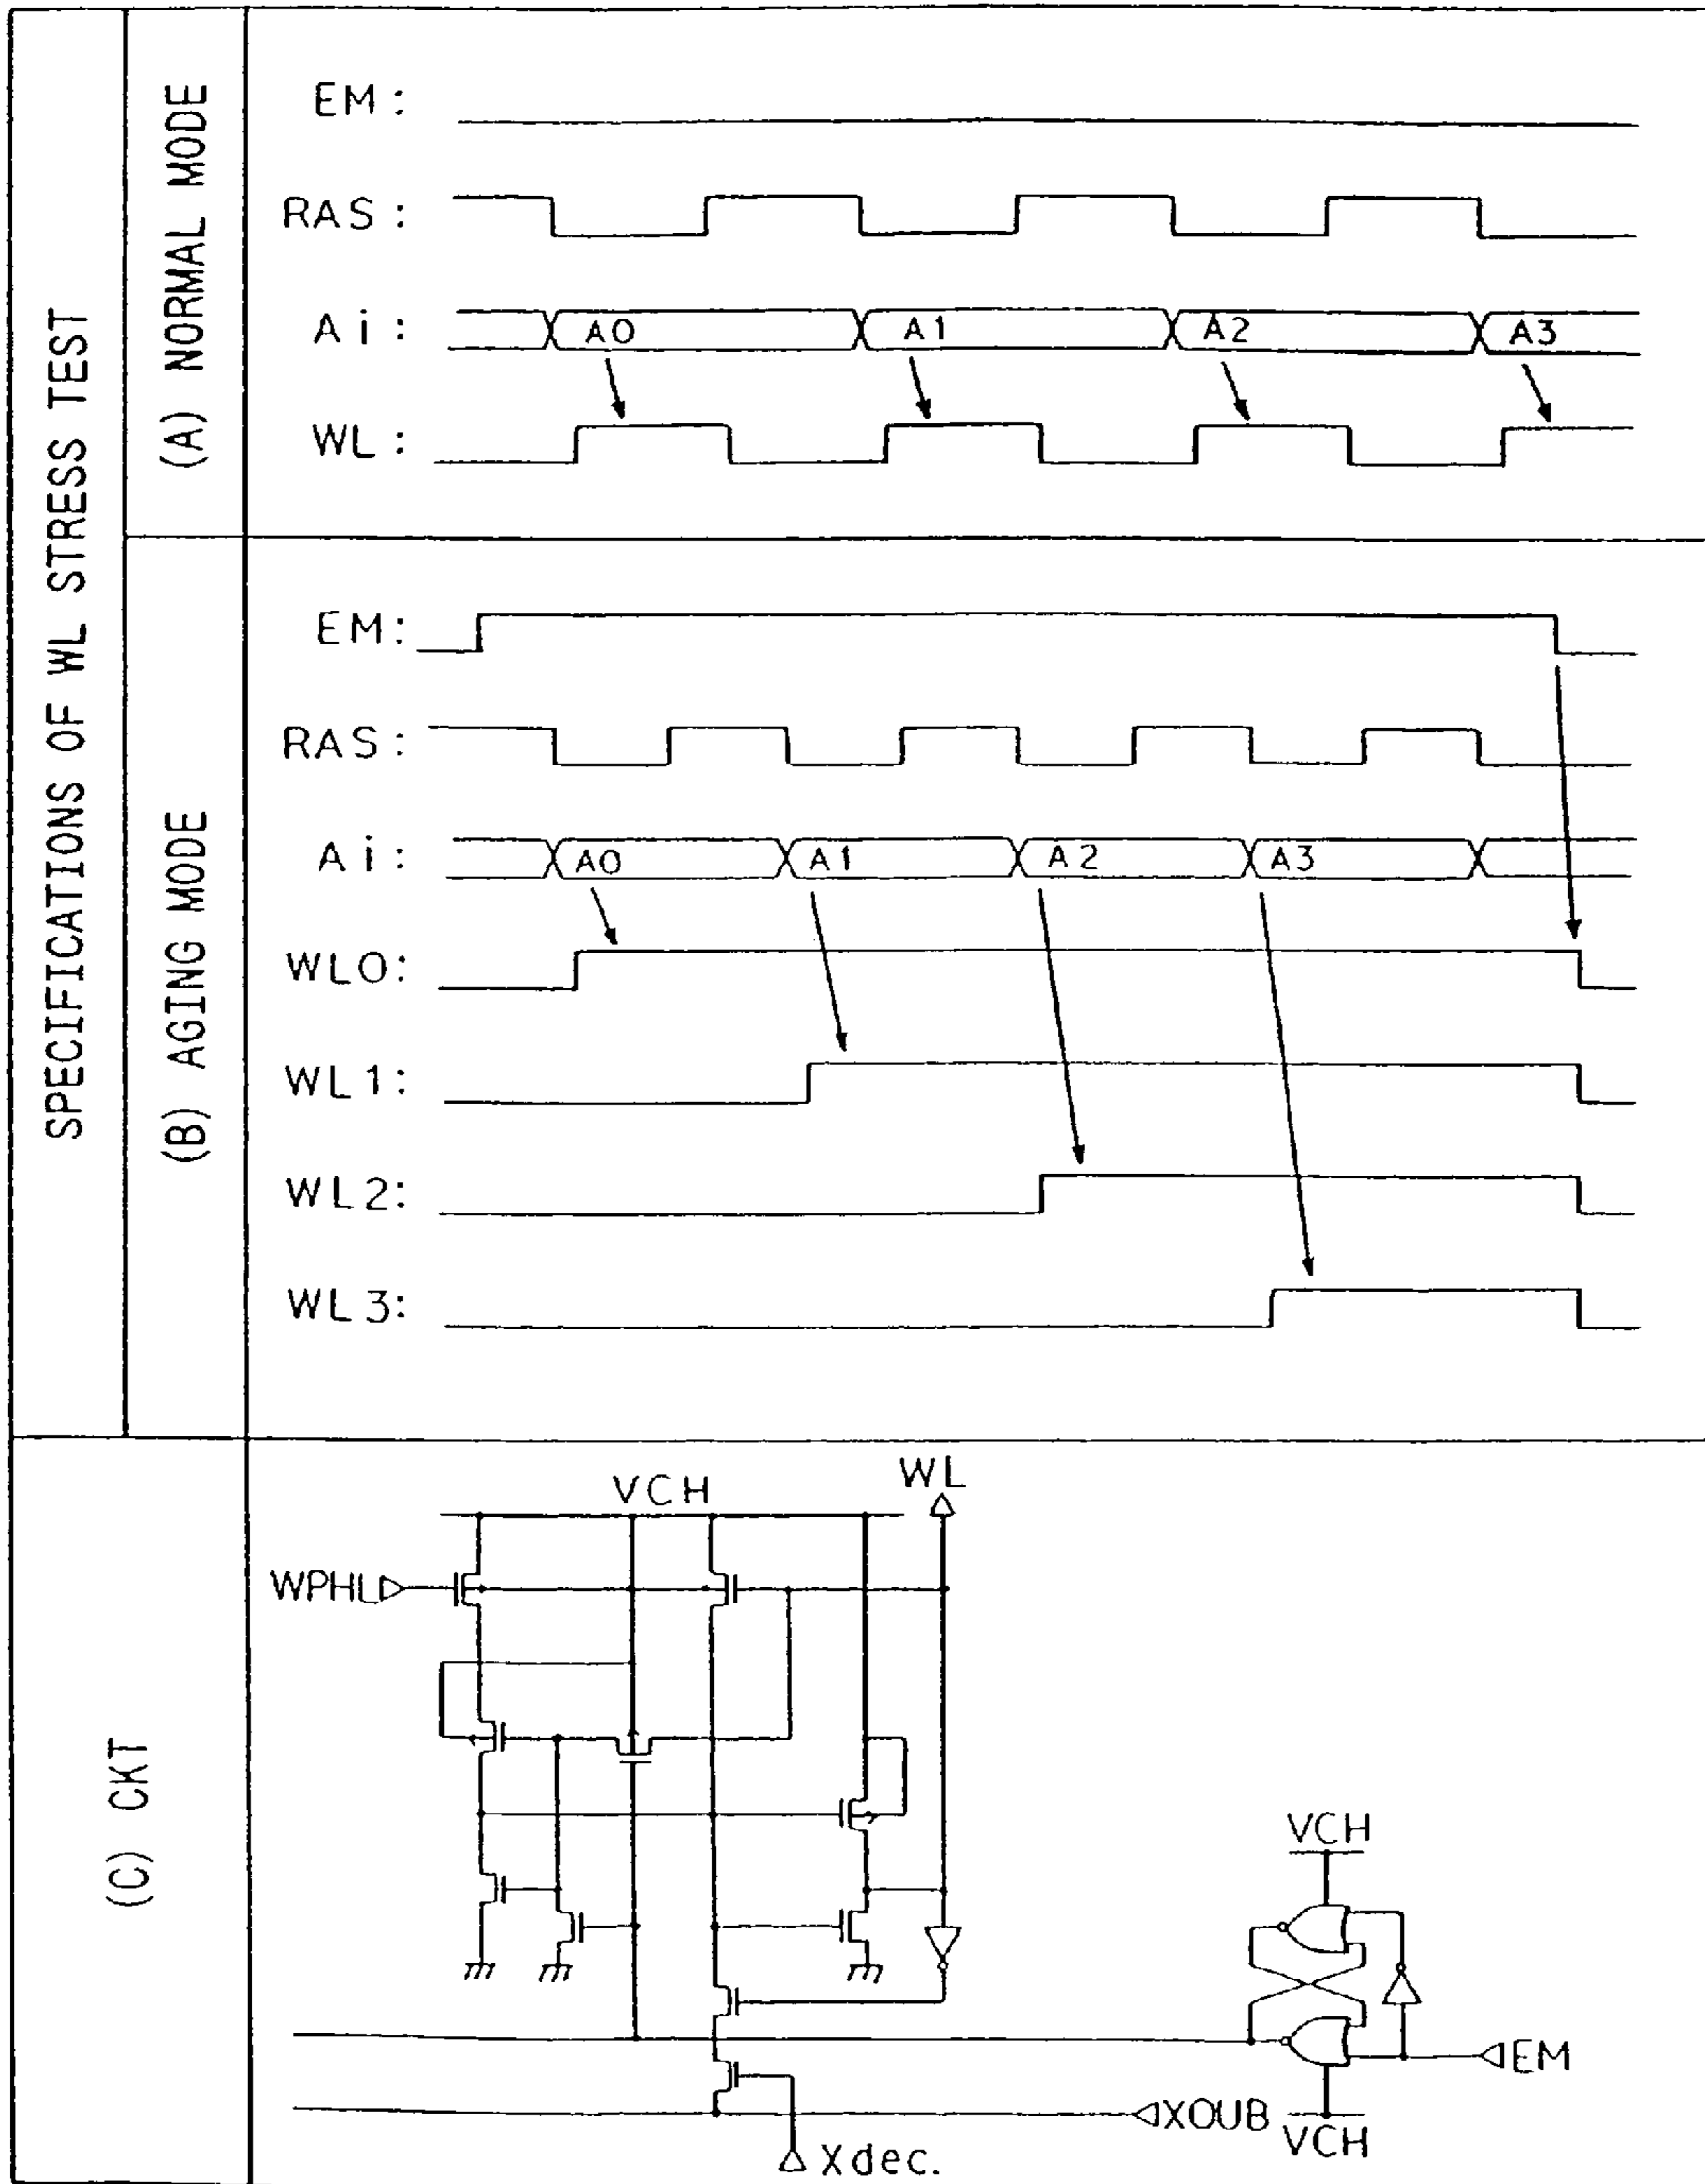 SPECIFICATIONS OF WL STRESS TEST
(A) NORMAL MODE
EM:
RAS:
Ai: A0 A1 A2 A3
WL:
(B) AGING MODE
EM:
RAS:
Ai: A0 A1 A2 A3
WL0:
WL1:
WL2:
WL3:
(C) CKT
VCH
WL
WPHL
VCH
EM
XOUB
VCH
Xdec.